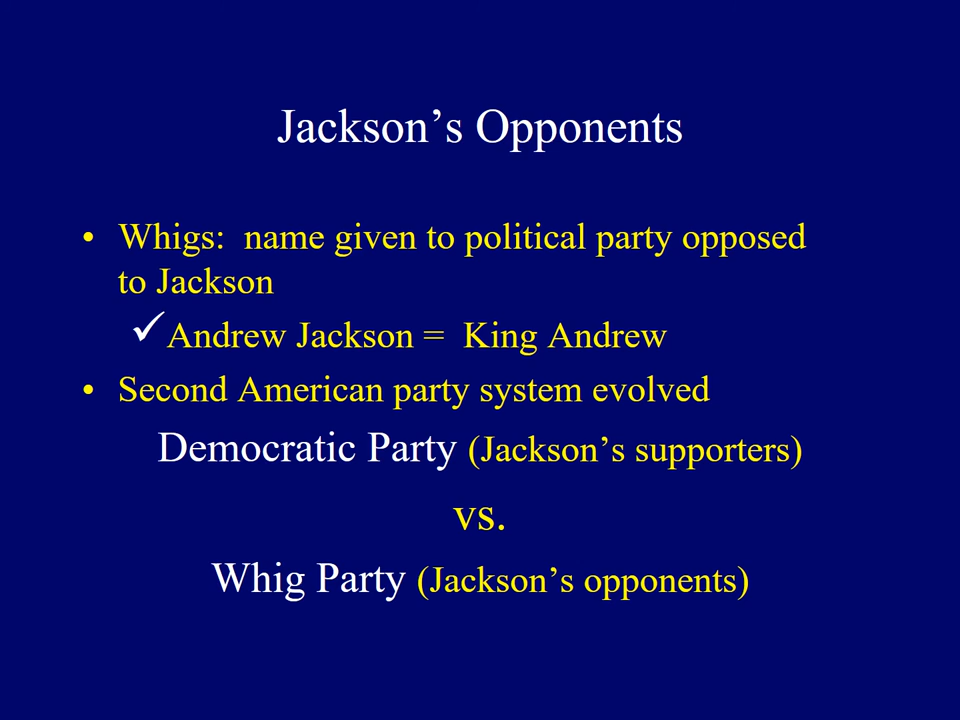 Jackson’s Opponents
• Whigs:  name given to political party opposed
to Jackson
✓Andrew Jackson =  King Andrew
• Second American party system evolved
Democratic Party (Jackson’s supporters)
vs.
Whig Party (Jackson’s opponents)